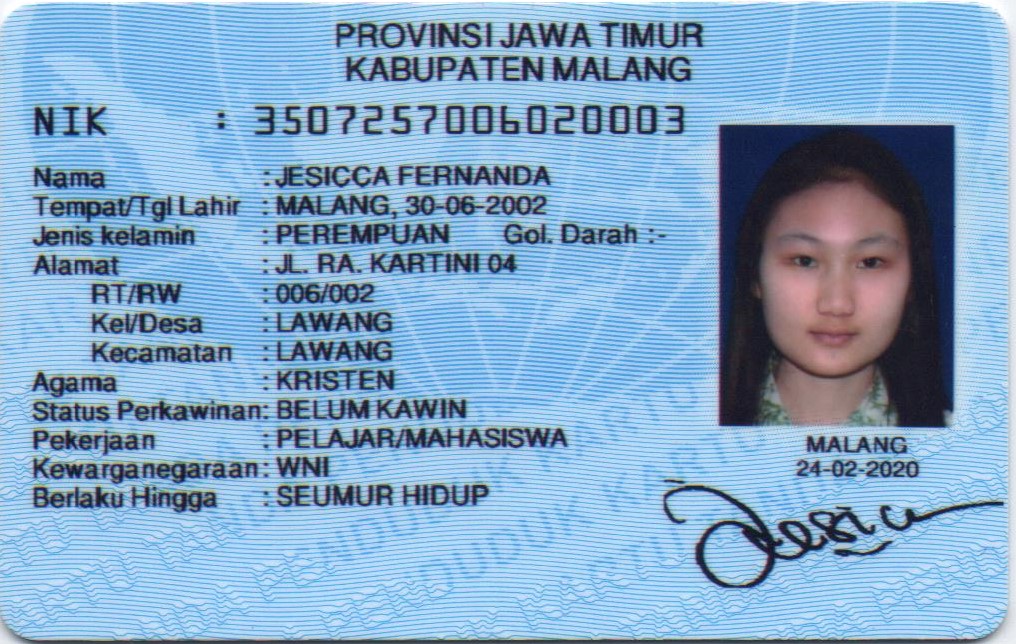 PROVINSI JAWA TIMUR
KABUPATEN MALANG
NIK : 3507257006020003
Nama : JESICCA FERNANDA
Tempat/Tgl Lahir : MALANG, 30-06-2002
Jenis kelamin : PEREMPUAN Gol. Darah :-
Alamat : JL. RA. KARTINI 04
RT/RW : 006/002
Kel/Desa : LAWANG
Kecamatan : LAWANG
Agama : KRISTEN
Status Perkawinan: BELUM KAWIN
Pekerjaan : PELAJAR/MAHASISWA
Kewarganegaraan: WNI
Berlaku Hingga : SEUMUR HIDUP
MALANG
24-02-2020